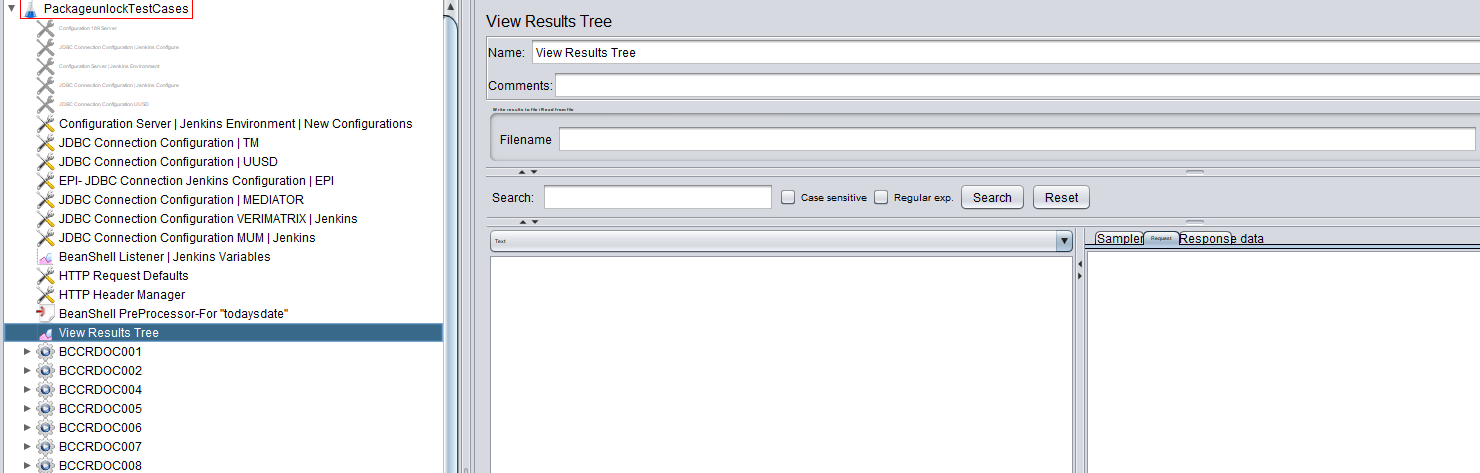 PackageunlockTestCases
Configuration 10R Server
JDBC Connection Configuration | Jenkins Configure
Configuration Server | Jenkins Environment
JDBC Connection Configuration | Jenkins Configure
JDBC Connection Configuration UUSD
Configuration Server | Jenkins Environment | New Configurations
JDBC Connection Configuration | TM
JDBC Connection Configuration | UUSD
EPI- JDBC Connection Jenkins Configuration | EPI
JDBC Connection Configuration | MEDIATOR
JDBC Connection Configuration VERIMATRIX | Jenkins
JDBC Connection Configuration MUM | Jenkins
BeanShell Listener | Jenkins Variables
HTTP Request Defaults
HTTP Header Manager
BeanShell PreProcessor-For "todaysdate"
View Results Tree
BCCRDOC001
BCCRDOC002
BCCRDOC004
BCCRDOC005
BCCRDOC006
BCCRDOC007
BCCRDOC008
View Results Tree
Name: View Results Tree
Comments:
Write results to file / Read from file
Filename
Search: Case sensitive Regular exp. Search Reset
Text
Sampler Request Response data